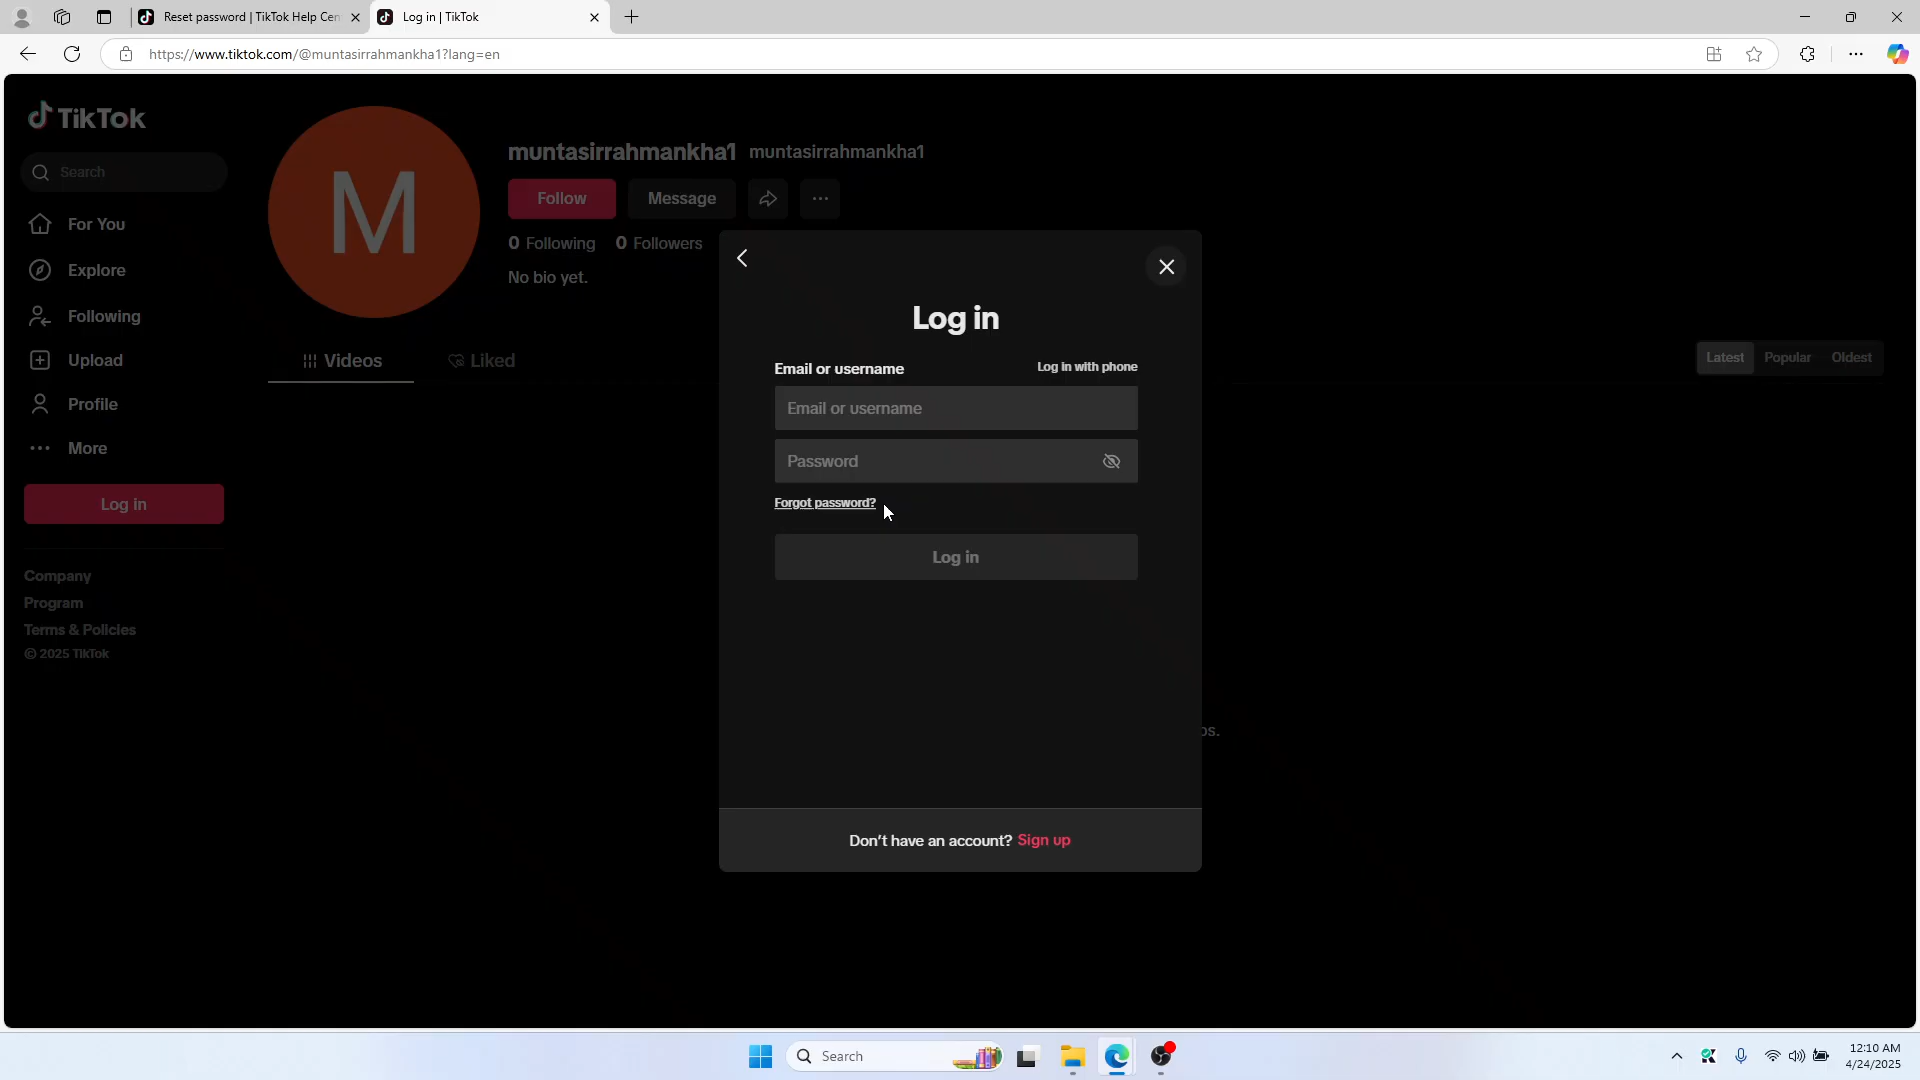 Reset password | TikTok Help Cen
Log in | TikTok
https://www.tiktok.com/@muntasirrahmankha1?lang=en
TikTok
Search
For You
Explore
Following
Upload
Profile
More
Log in
Company
Program
Terms & Policies
© 2025 TikTok
M
muntasirrahmankha1 muntasirrahmankha1
Follow Message
0 Following 0 Followers
No bio yet.
Videos Liked
Latest Popular Oldest
Log in
Email or username Log in with phone
Email or username
Password
Forgot password?
Log in
os.
Don't have an account? Sign up
Search
12:10 AM
4/24/2025